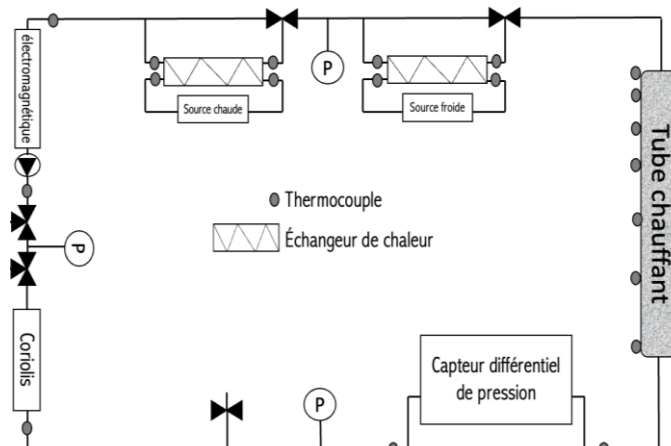 électromagnétique
P
Source chaude
Source froide
Tube chauffant
Thermocouple
P
Échangeur de chaleur
Coriolis
Capteur différentiel
de pression
P